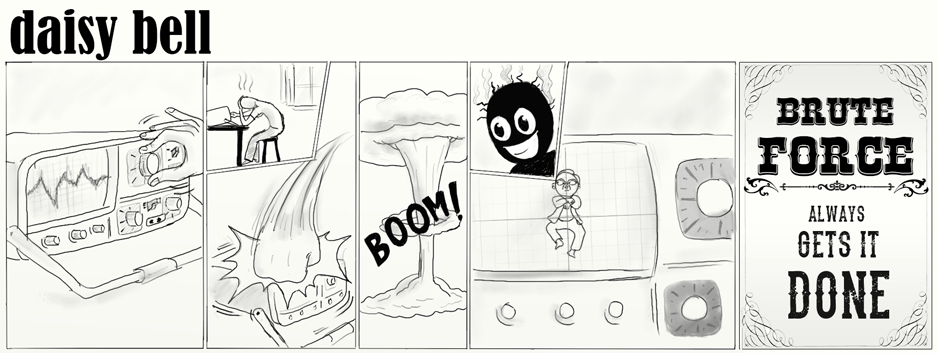 daisy bell
BOOM!
BRUTE
FORCE
ALWAYS
GETS IT
DONE